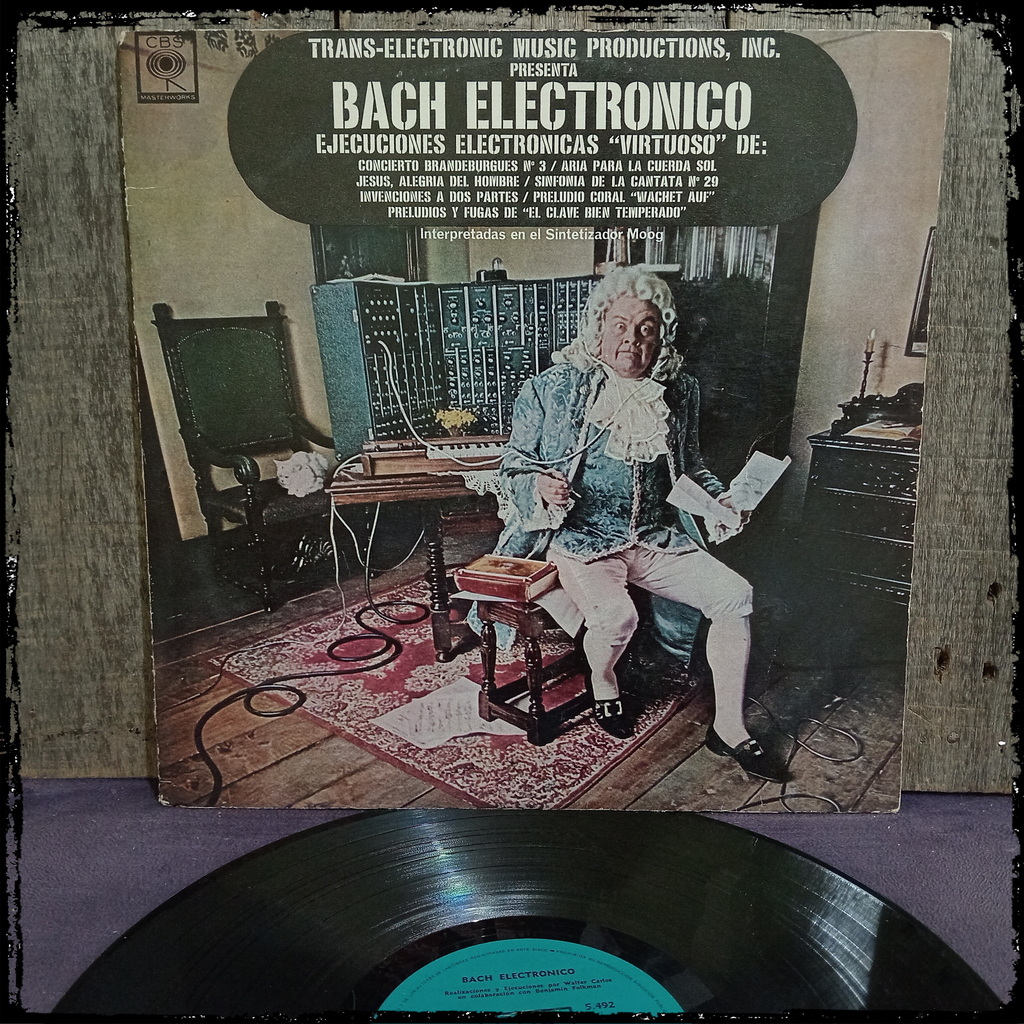 CBS
MASTERWORKS
TRANS-ELECTRONIC MUSIC PRODUCTIONS, INC.
PRESENTA
BACH ELECTRONICO
EJECUCIONES ELECTRONICAS "VIRTUOSO" DE:
CONCIERTO BRANDEBURGUES Nº 3 / ARIA PARA LA CUERDA SOL
JESUS, ALEGRIA DEL HOMBRE / SINFONIA DE LA CANTATA Nº 29
INVENCIONES A DOS PARTES / PRELUDIO CORAL "WACHET AUF"
PRELUDIOS Y FUGAS DE "EL CLAVE BIEN TEMPERADO"
Interpretadas en el Sintetizador Moog
BACH ELECTRONICO
Realizaciones y Ejecuciones por Walter Carlos
en colaboración con Benjamin Folkman
5.492